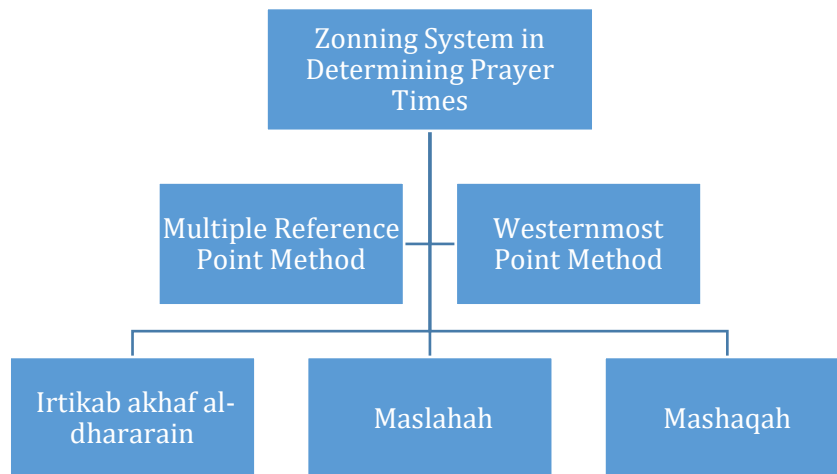 Zonning System in
Determining Prayer
Times
Multiple Reference
Point Method
Westernmost
Point Method
Irtikab akhaf al-
dhararain
Maslahah
Mashaqah